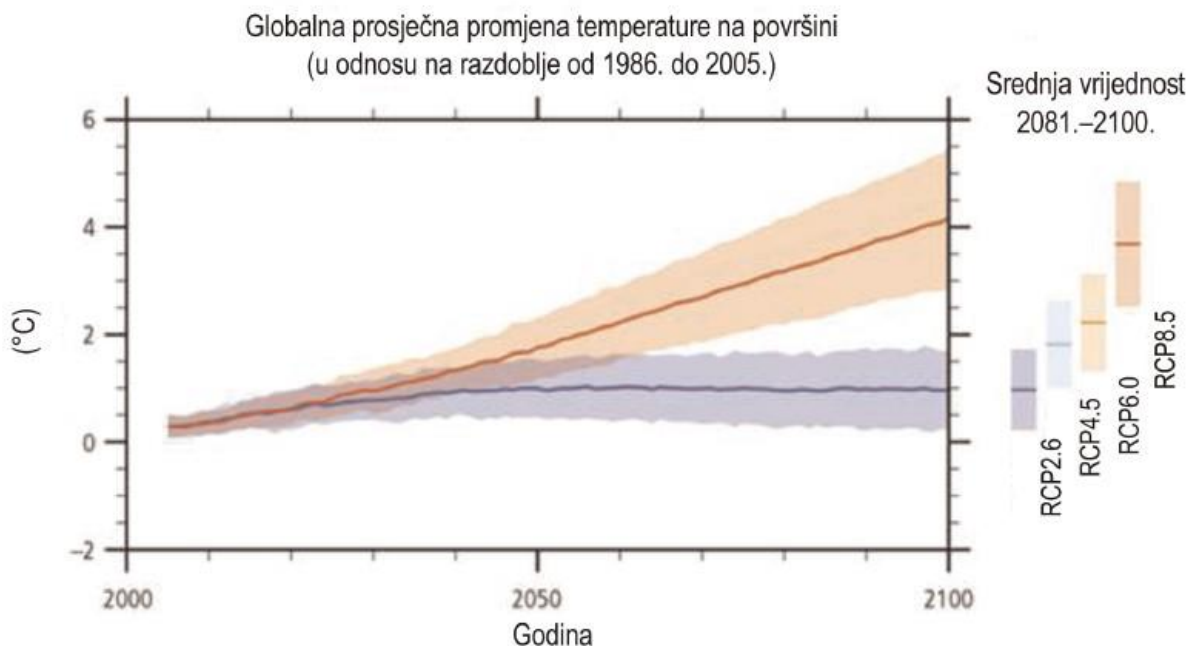 Globalna prosječna promjena temperature na površini
(u odnosu na razdoblje od 1986. do 2005.)
Srednja vrijednost
2081.–2100.
6
4
2
0
–2
(°C)
2000
2050
2100
Godina
RCP2.6
RCP4.5
RCP6.0
RCP8.5